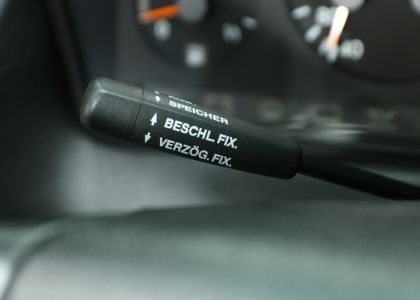 SPEICHER
BESCHL. FIX.
VERZÖG. FIX.